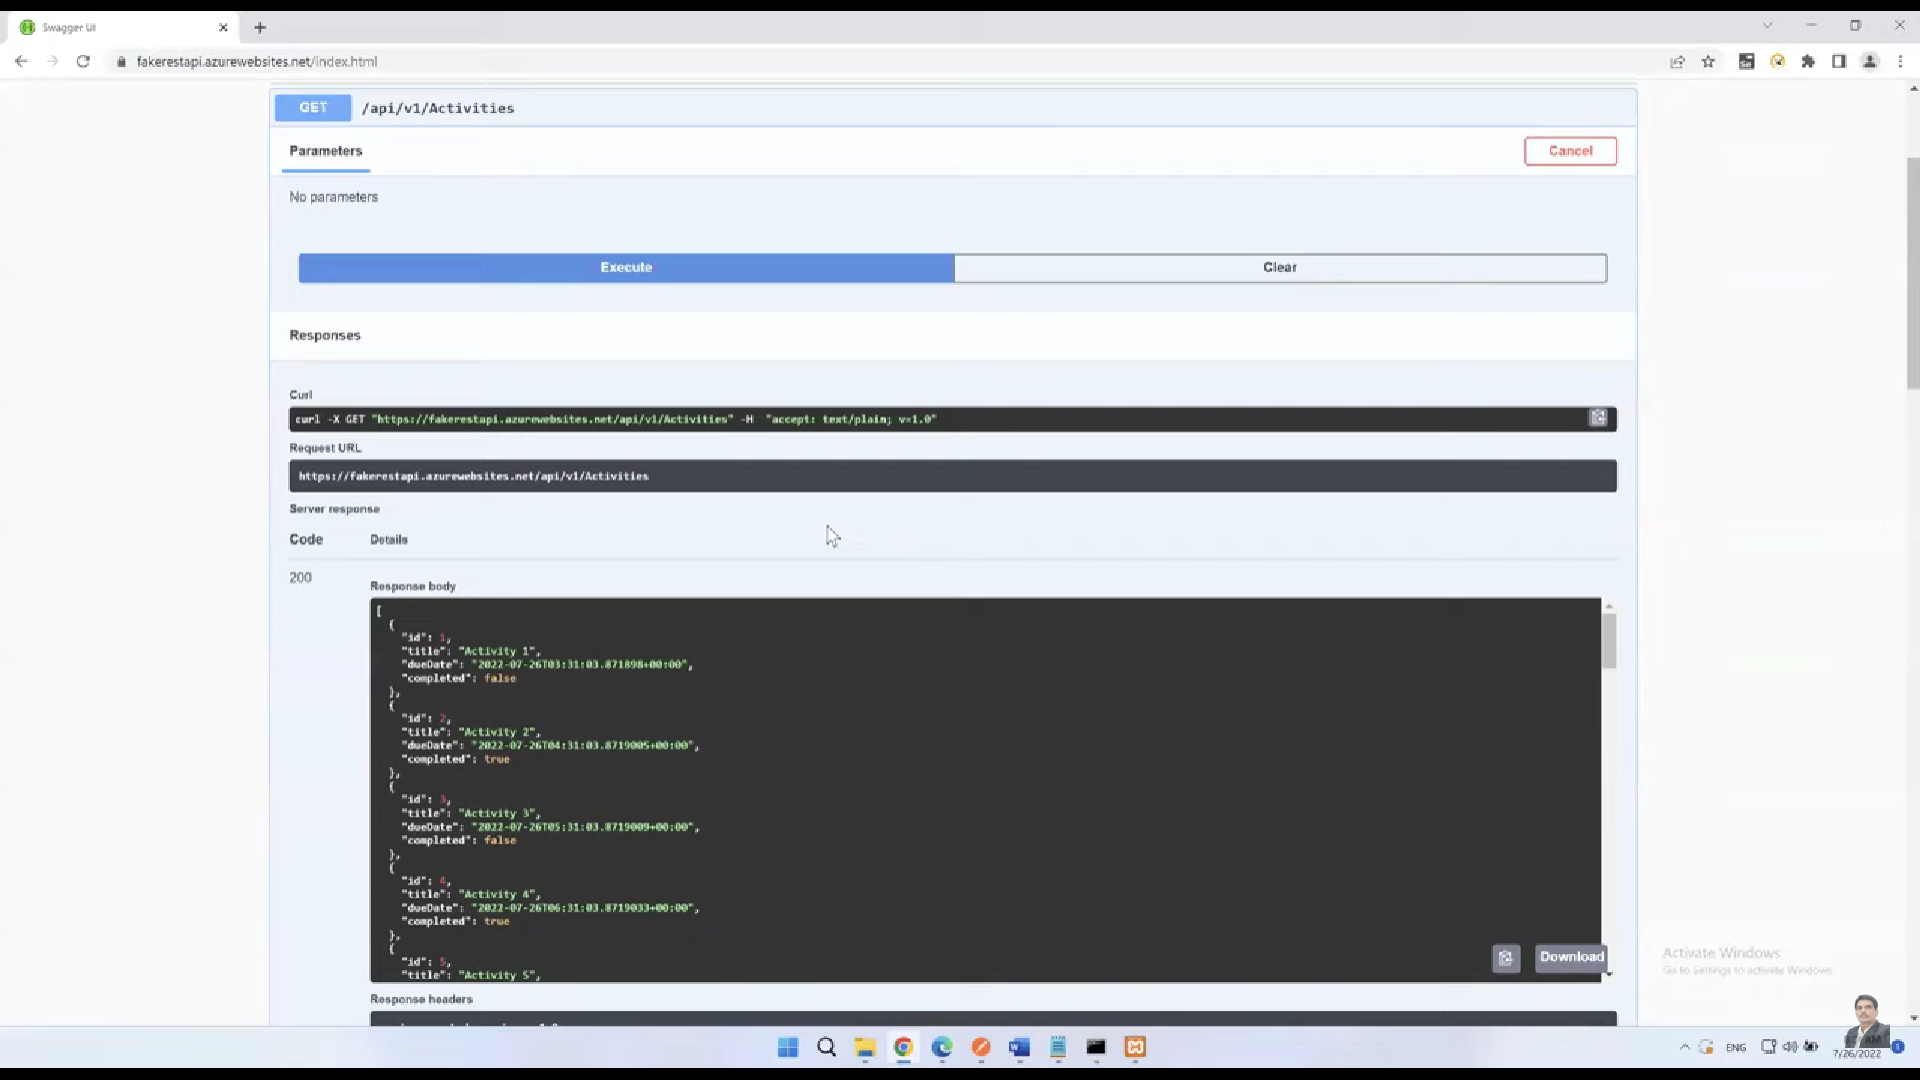 Swagger UI
fakerestapi.azurewebsites.net/index.html
GET /api/v1/Activities
Parameters
Cancel
No parameters
Execute
Clear
Responses
Curl
curl -X GET "https://fakerestapi.azurewebsites.net/api/v1/Activities" -H  "accept: text/plain; v=1.0"
Request URL
https://fakerestapi.azurewebsites.net/api/v1/Activities
Server response
Code Details
200
Response body
[
{
"id": 1,
"title": "Activity 1",
"dueDate": "2022-07-26T03:31:03.871898+00:00",
"completed": false
},
{
"id": 2,
"title": "Activity 2",
"dueDate": "2022-07-26T04:31:03.8719005+00:00",
"completed": true
},
{
"id": 3,
"title": "Activity 3",
"dueDate": "2022-07-26T05:31:03.8719009+00:00",
"completed": false
},
{
"id": 4,
"title": "Activity 4",
"dueDate": "2022-07-26T06:31:03.8719033+00:00",
"completed": true
},
{
"id": 5,
"title": "Activity 5",
Download
Response headers
Activate Windows
Go to Settings to activate Windows.
ENG
7/26/2022